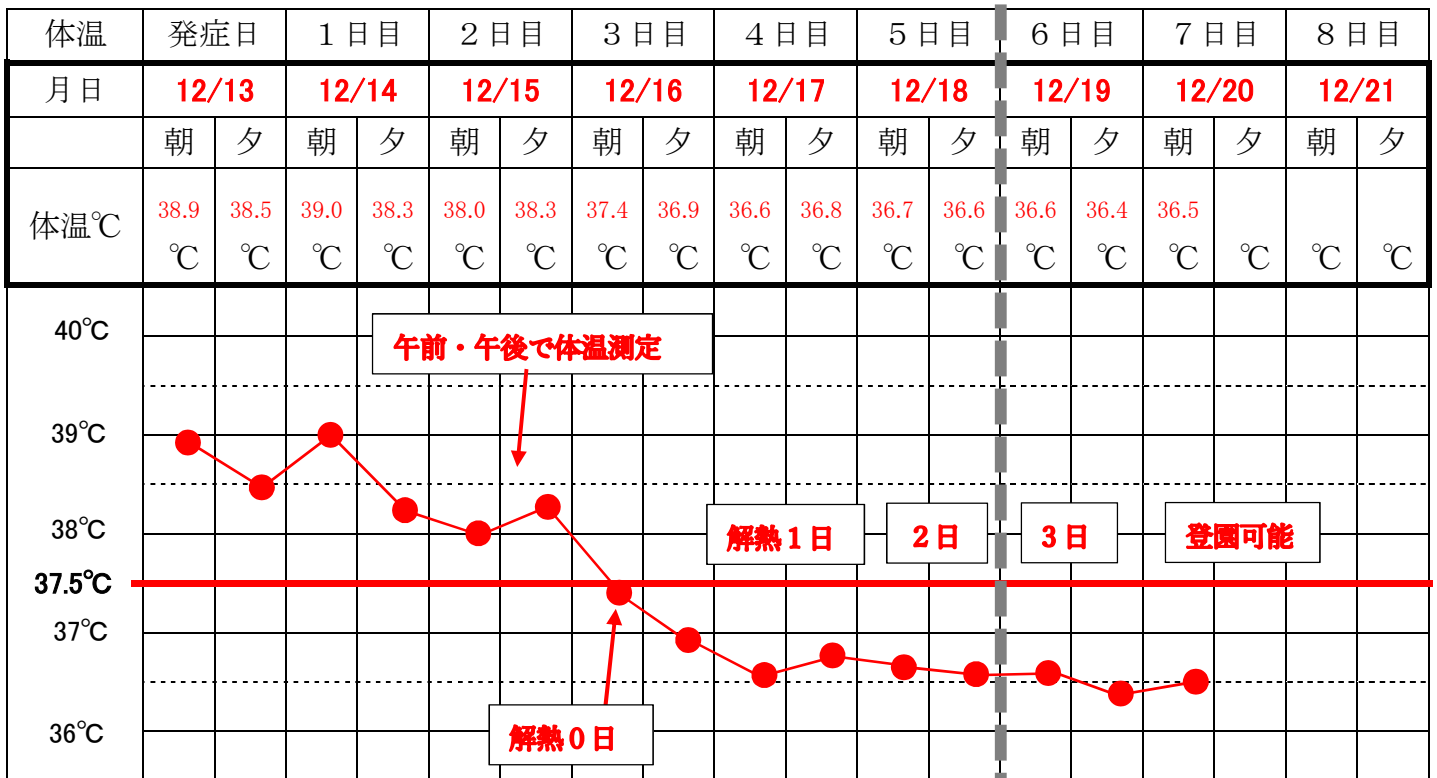 体温 発症日 １日目 ２日目 ３日目 ４日目 ５日目 ６日目 ７日目 ８日目
月日 12/13 12/14 12/15 12/16 12/17 12/18 12/19 12/20 12/21
朝 夕 朝 夕 朝 夕 朝 夕 朝 夕 朝 夕 朝 夕 朝 夕 朝 夕
体温℃ 38.9 38.5 39.0 38.3 38.0 38.3 37.4 36.9 36.6 36.8 36.7 36.6 36.6 36.4 36.5
℃ ℃ ℃ ℃ ℃ ℃ ℃ ℃ ℃ ℃ ℃ ℃ ℃ ℃ ℃ ℃ ℃ ℃
40℃
午前・午後で体温測定
39℃
38℃
解熱１日 ２日 ３日 登園可能
37.5℃
37℃
36℃
解熱０日